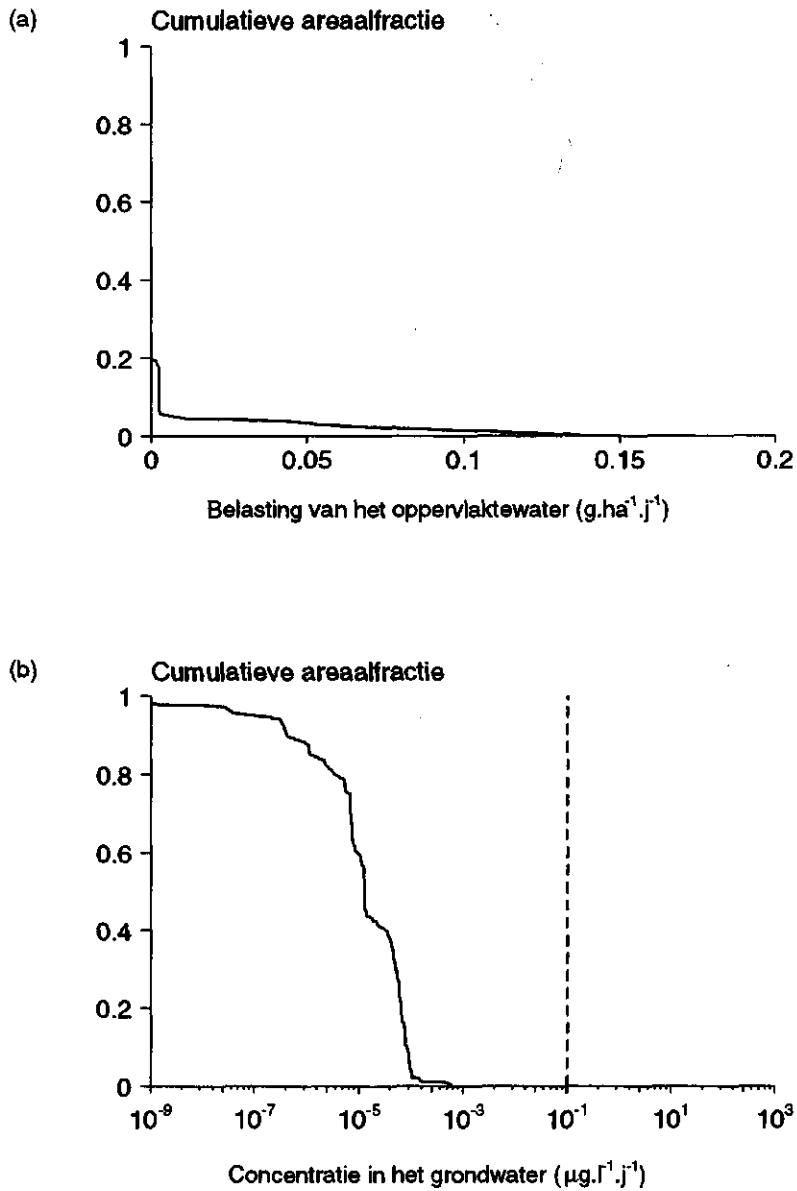 (a)
Cumulatieve areaalfractie
1
0.8
0.6
0.4
0.2
0
0 0.05 0.1 0.15 0.2
Belasting van het oppervlaktewater (g.ha⁻¹.j⁻¹)
(b)
Cumulatieve areaalfractie
1
0.8
0.6
0.4
0.2
0
10⁻⁹ 10⁻⁷ 10⁻⁵ 10⁻³ 10⁻¹ 10¹ 10³
Concentratie in het grondwater (µg.l⁻¹.j⁻¹)